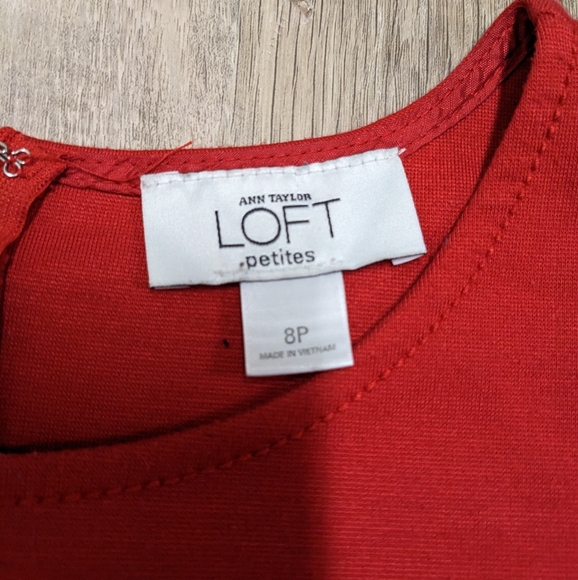 ANN TAYLOR
LOFT
petites
8P
MADE IN VIETNAM